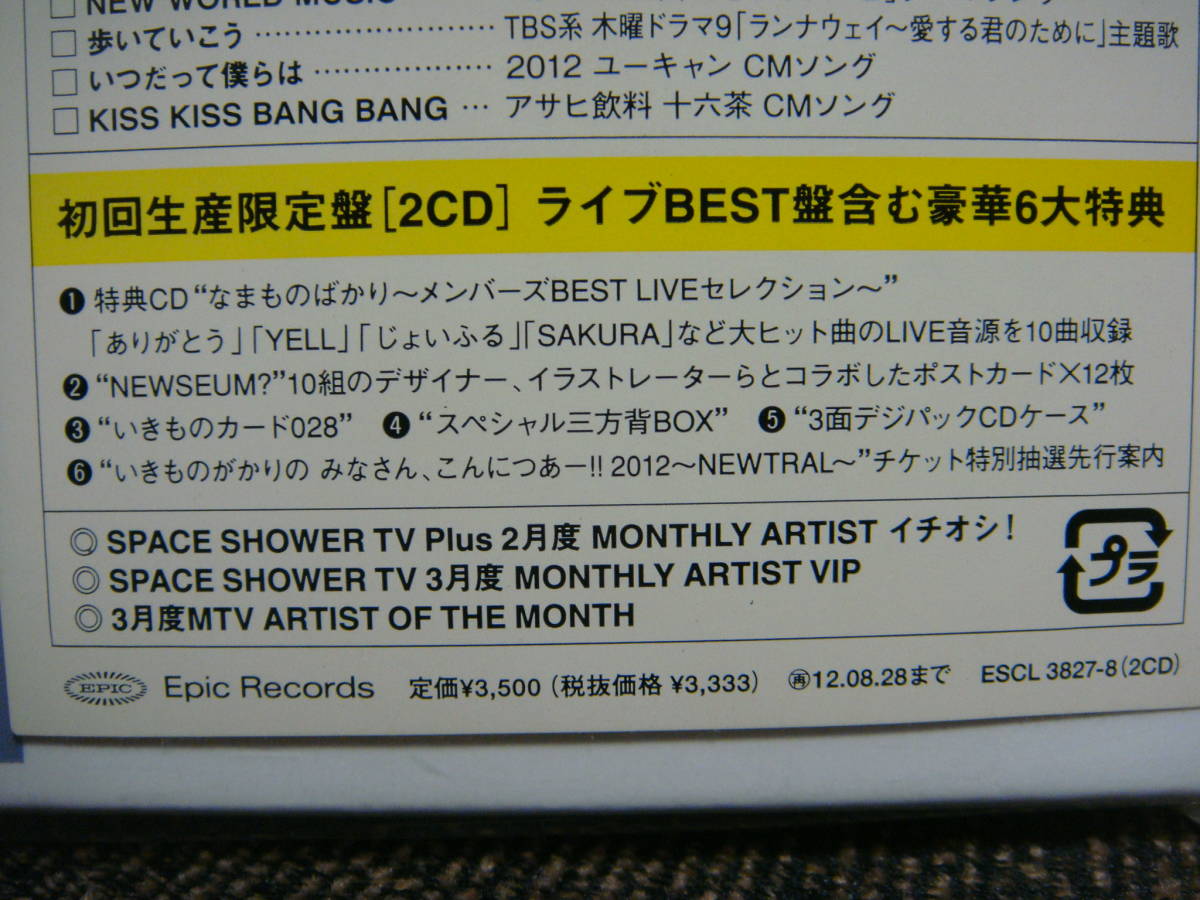 □ NEW WORLD MUSIC
□ 歩いていこう ……………………… TBS系 木曜ドラマ9「ランナウェイ～愛する君のために」主題歌
□ いつだって僕らは ……………… 2012 ユーキャン CMソング
□ KISS KISS BANG BANG … アサヒ飲料 十六茶 CMソング
初回生産限定盤[2CD] ライブBEST盤含む豪華6大特典
❶ 特典CD“なまものばかり～メンバーズBEST LIVEセレクション～”
「ありがとう」「YELL」「じょいふる」「SAKURA」など大ヒット曲のLIVE音源を10曲収録
❷ “NEWSEUM?”10組のデザイナー、イラストレーターらとコラボしたポストカード×12枚
❸ “いきものカード028” ❹ “スペシャル三方背BOX” ❺ “3面デジパックCDケース”
❻ “いきものがかりの みなさん、こんにつあー!! 2012～NEWTRAL～”チケット特別抽選先行案内
◎ SPACE SHOWER TV Plus 2月度 MONTHLY ARTIST イチオシ！
◎ SPACE SHOWER TV 3月度 MONTHLY ARTIST VIP
◎ 3月度MTV ARTIST OF THE MONTH
プラ
EPIC Epic Records 定価¥3,500（税抜価格 ¥3,333） ㊢12.08.28まで ESCL 3827-8(2CD)